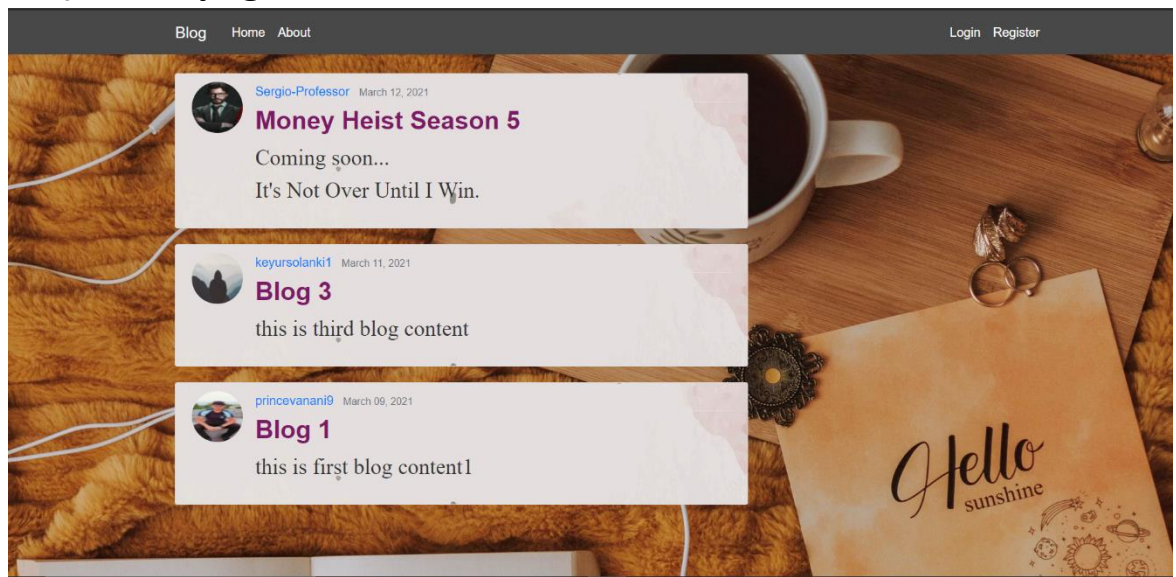 Blog Home About Login Register
Sergio-Professor March 12, 2021
Money Heist Season 5
Coming soon...
It's Not Over Until I Win.
keyursolanki1 March 11, 2021
Blog 3
this is third blog content
princevanani9 March 09, 2021
Blog 1
this is first blog content1
Hello
sunshine